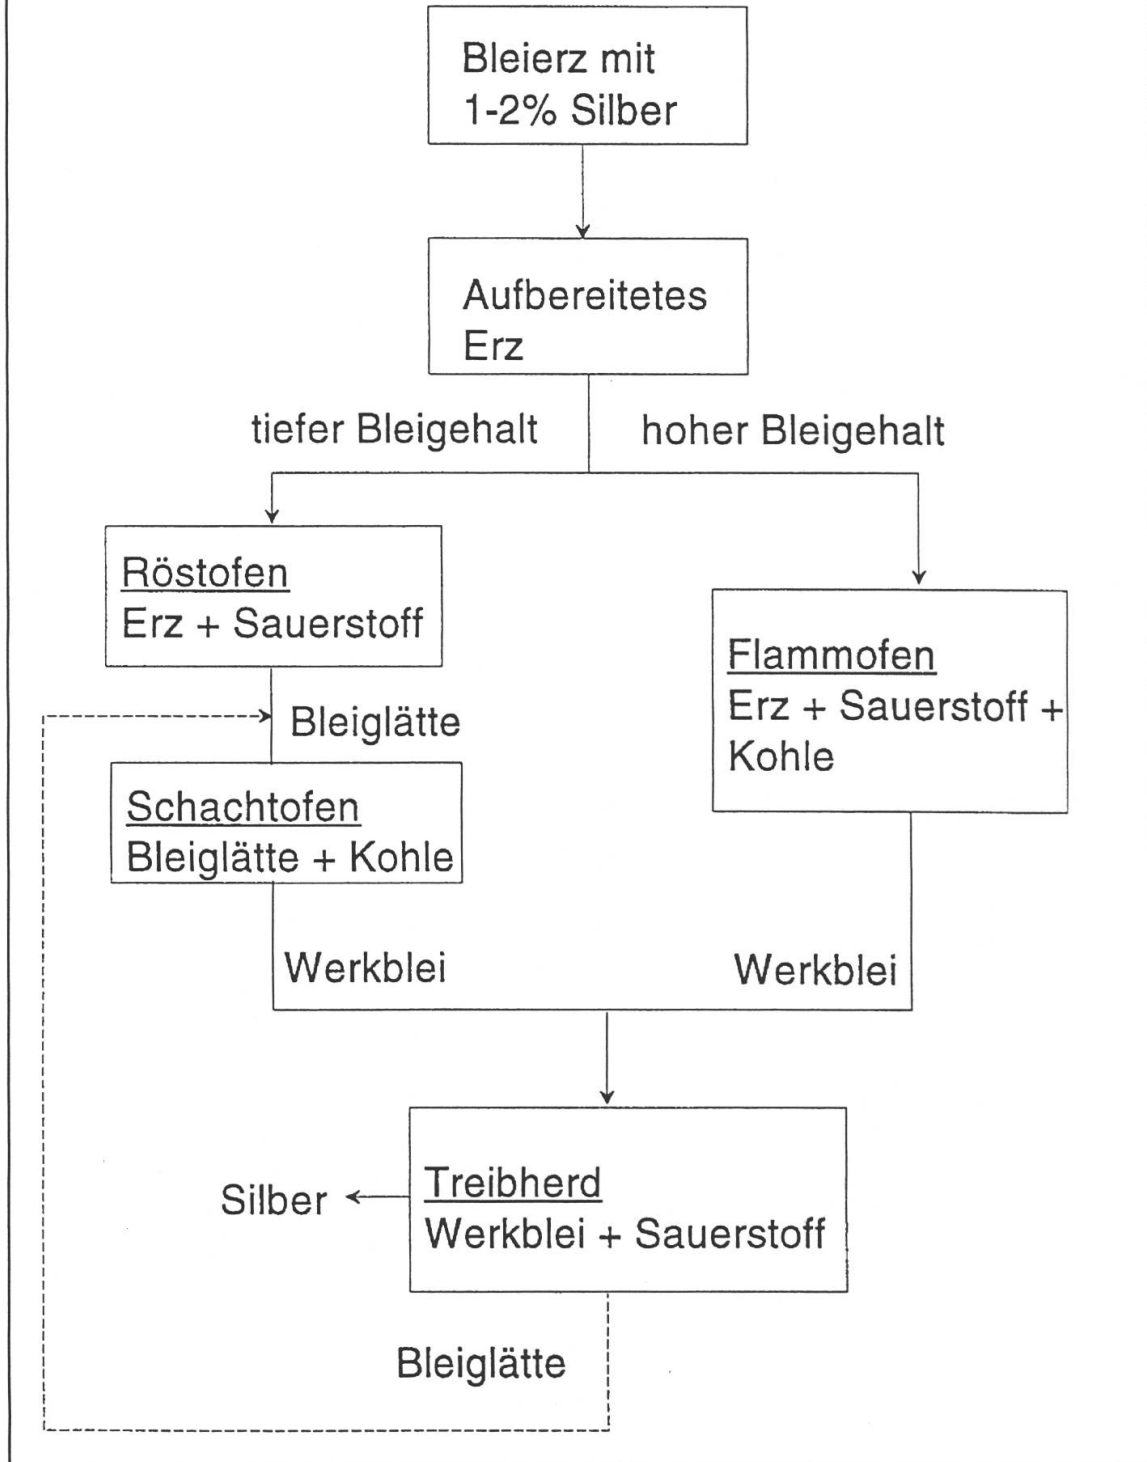 Bleierz mit
1-2% Silber
Aufbereitetes
Erz
tiefer Bleigehalt
hoher Bleigehalt
Röstofen
Erz + Sauerstoff
Flammofen
Erz + Sauerstoff +
Kohle
Bleiglätte
Schachtofen
Bleiglätte + Kohle
Werkblei
Werkblei
Treibherd
Werkblei + Sauerstoff
Silber
Bleiglätte